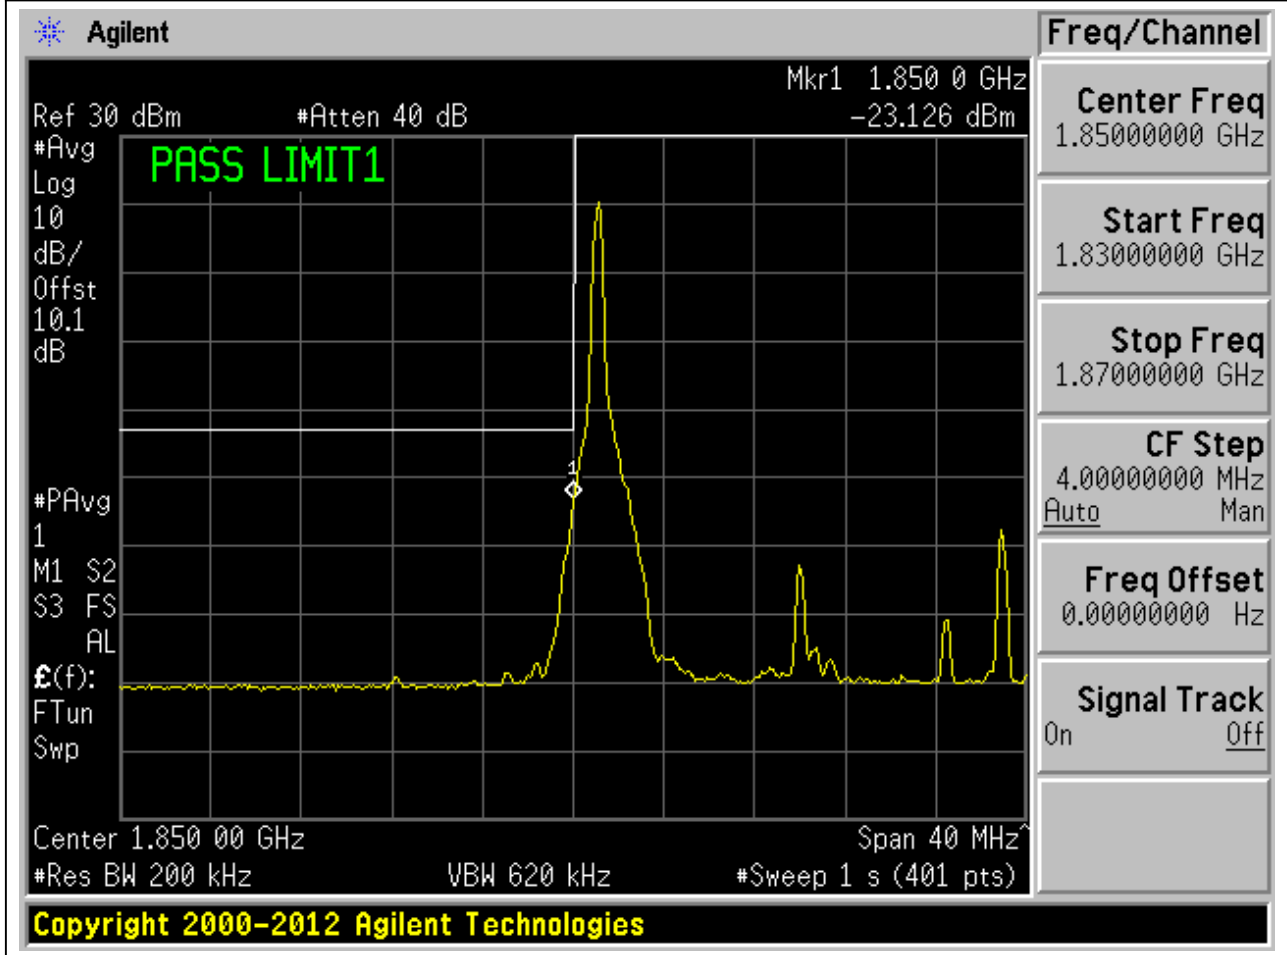 Agilent
Freq/Channel
Mkr1 1.850 0 GHz
Ref 30 dBm #Atten 40 dB -23.126 dBm
#Avg
Log
10
dB/
Offst
10.1
dB
PASS LIMIT1
1
#PAvg
1
M1 S2
S3 FS
AL
£(f):
FTun
Swp
Center 1.850 00 GHz Span 40 MHz^
#Res BW 200 kHz VBW 620 kHz #Sweep 1 s (401 pts)
Center Freq
1.85000000 GHz
Start Freq
1.83000000 GHz
Stop Freq
1.87000000 GHz
CF Step
4.00000000 MHz
Auto Man
Freq Offset
0.00000000 Hz
Signal Track
On Off
Copyright 2000-2012 Agilent Technologies